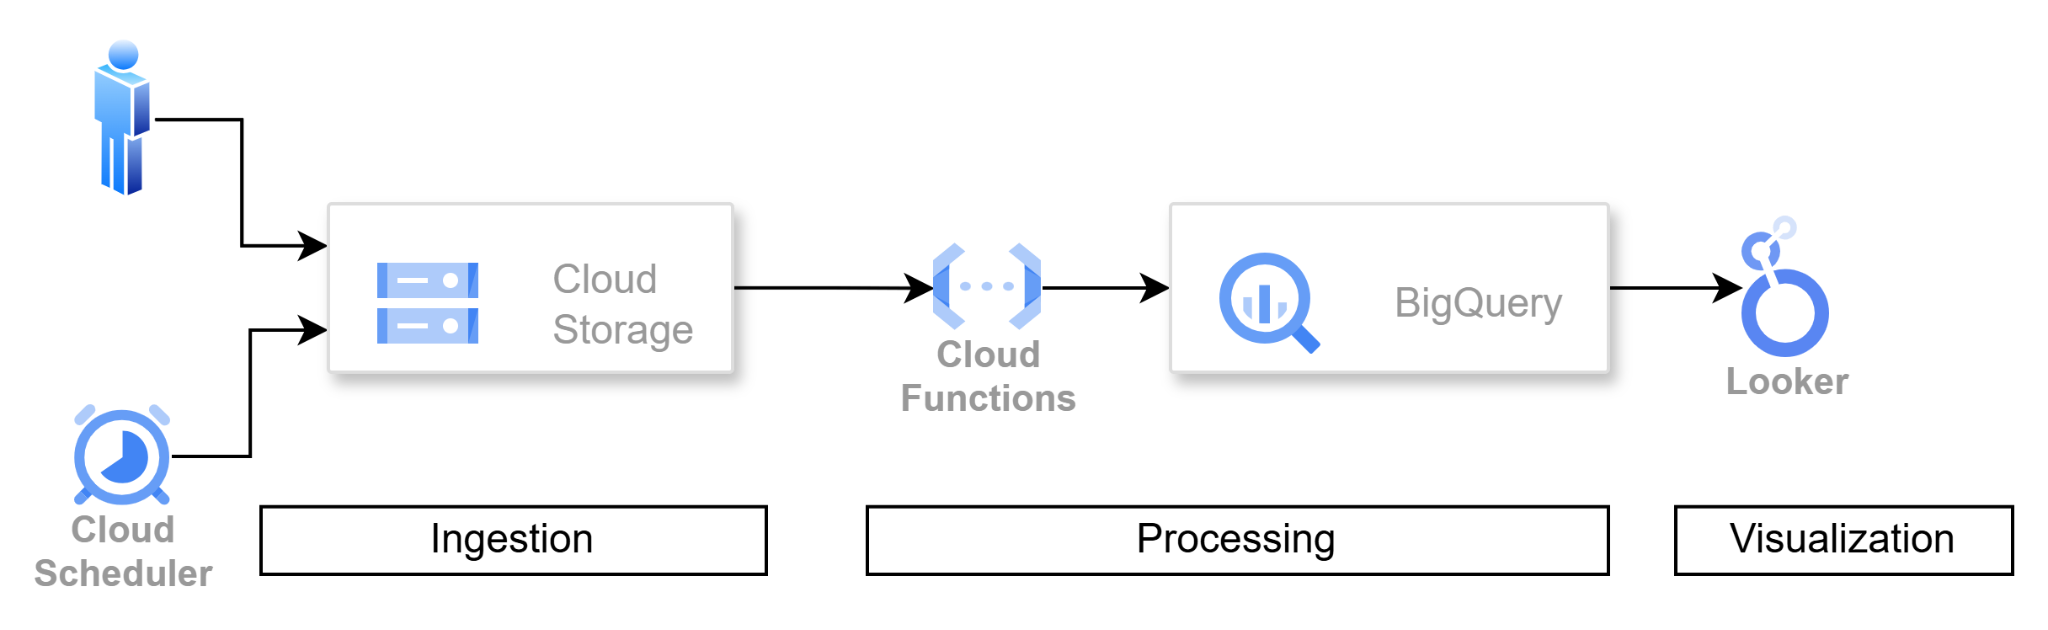 Cloud
Storage
Cloud
Functions
BigQuery
Looker
Cloud
Scheduler
Ingestion
Processing
Visualization